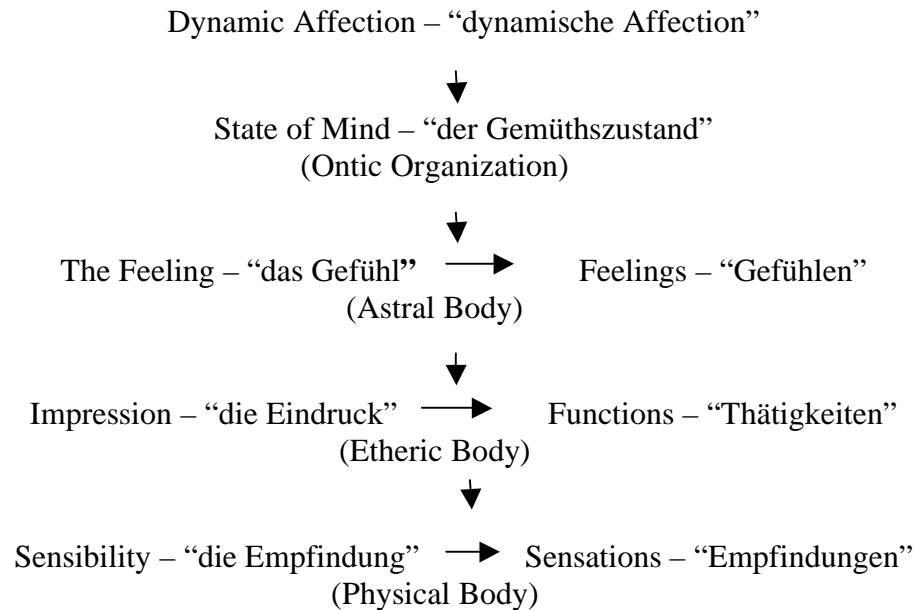 Dynamic Affection – “dynamische Affection”
State of Mind – “der Gemüthszustand”
(Ontic Organization)
The Feeling – “das Gefühl” Feelings – “Gefühlen”
(Astral Body)
Impression – “die Eindruck” Functions – “Thätigkeiten”
(Etheric Body)
Sensibility – “die Empfindung” Sensations – “Empfindungen”
(Physical Body)